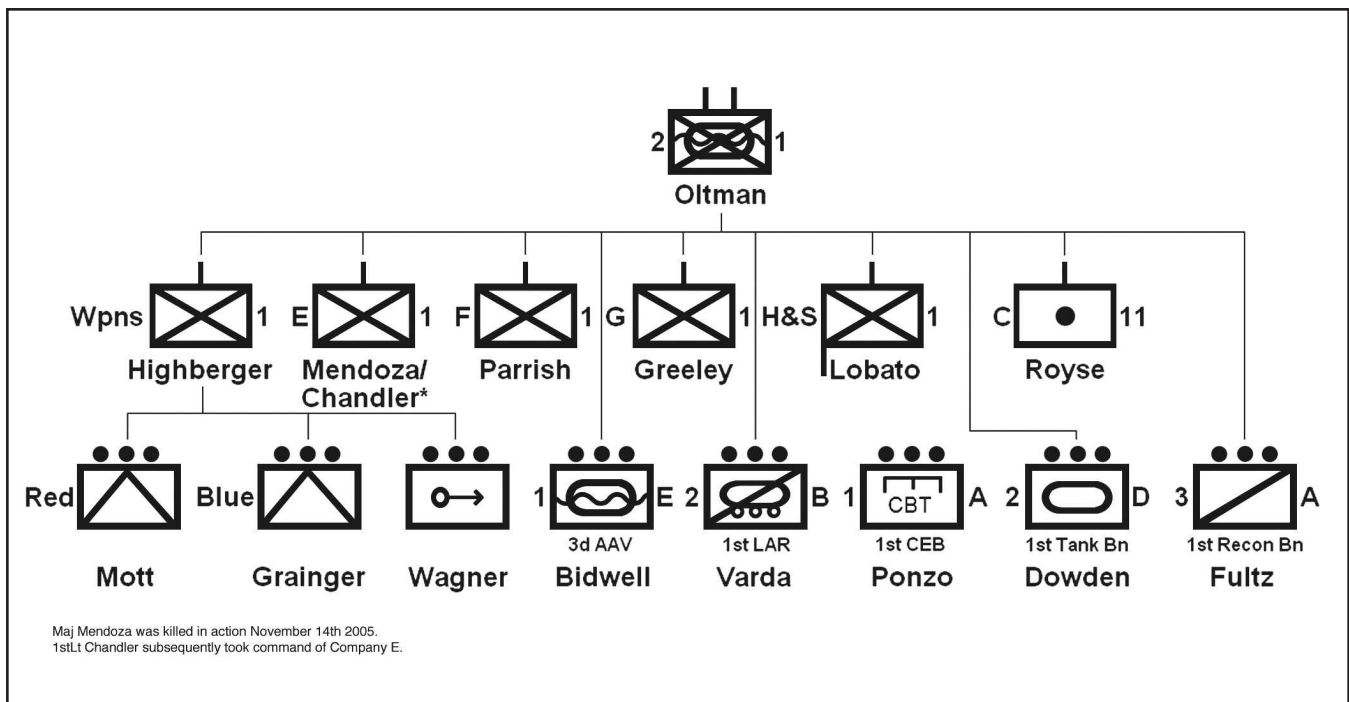 2 1
Oltman
Wpns 1 E 1 F 1 G 1 H&S 1 C 11
Highberger Mendoza/ Parrish Greeley Lobato Royse
Chandler*
Red Blue 1 E 2 B 1 CBT A 2 D 3 A
3d AAV 1st LAR 1st CEB 1st Tank Bn 1st Recon Bn
Mott Grainger Wagner Bidwell Varda Ponzo Dowden Fultz
Maj Mendoza was killed in action November 14th 2005.
1stLt Chandler subsequently took command of Company E.